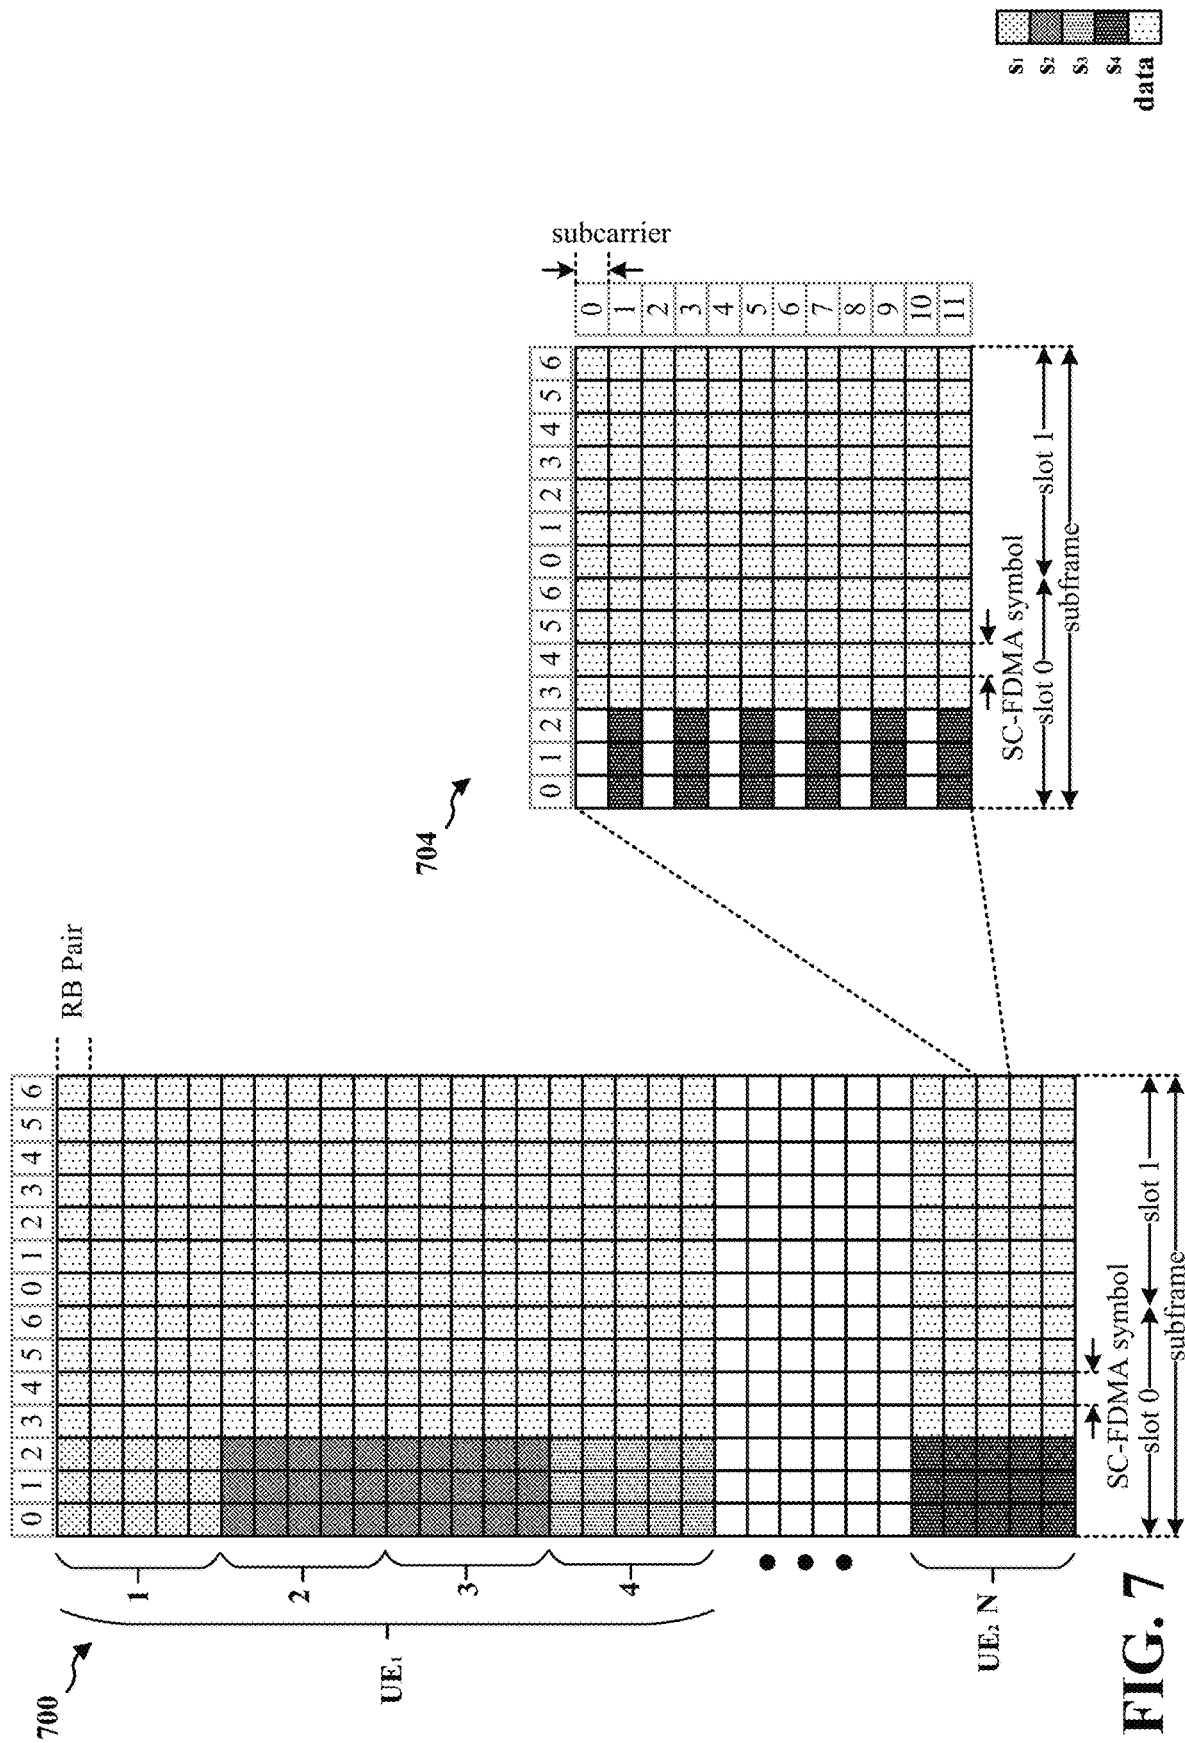 s₁
s₂
s₃
s₄
data
subcarrier
0 1 2 3 4 5 6 0 1 2 3 4 5 6
0
1
2
3
4
5
6
7
8
9
10
11
704
SC-FDMA symbol
slot 0 slot 1
subframe
RB Pair
0 1 2 3 4 5 6 0 1 2 3 4 5 6
700
1
2
3
4
UE₁
UE₂ N
SC-FDMA symbol
slot 0 slot 1
subframe
FIG. 7